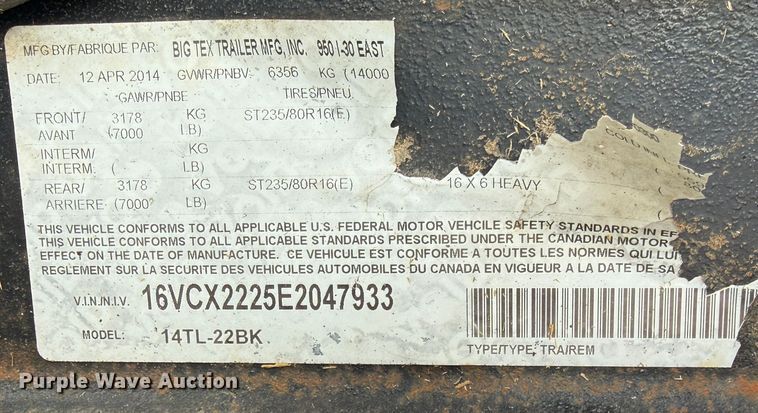 MFG BY/FABRIQUE PAR: BIG TEX TRAILER MFG, INC. 950 I-30 EAST
DATE: 12 APR 2014 GVWR/PNBV: 6356 KG (14000
GAWR/PNBE TIRES/PNEU
FRONT/ 3178 KG ST235/80R16(E)
AVANT (7000 LB)
INTERM/ KG
INTERM. (- LB)
REAR/ 3178 KG ST235/80R16(E) 16 X 6 HEAVY
ARRIERE (7000 LB)
THIS VEHICLE CONFORMS TO ALL APPLICABLE U.S. FEDERAL MOTOR VEHCILE SAFETY STANDARDS IN EF
THIS VEHICLE CONFORMS TO ALL APPLICABLE STANDARDS PRESCRIBED UNDER THE CANADIAN MOTOR
EFFECT ON THE DATE OF MANUFACTURE. CE VEHICULE EST CONFORME A TOUTES LES NORMES QUI LUI
REGLEMENT SUR LA SECURITE DES VEHICULES AUTOMOBILES DU CANADA EN VIGUEUR A LA DATE DE SA
V.I.N./N.I.V. 16VCX2225E2047933
MODEL: 14TL-22BK
TYPE/TYPE: TRA/REM
Purple Wave Auction